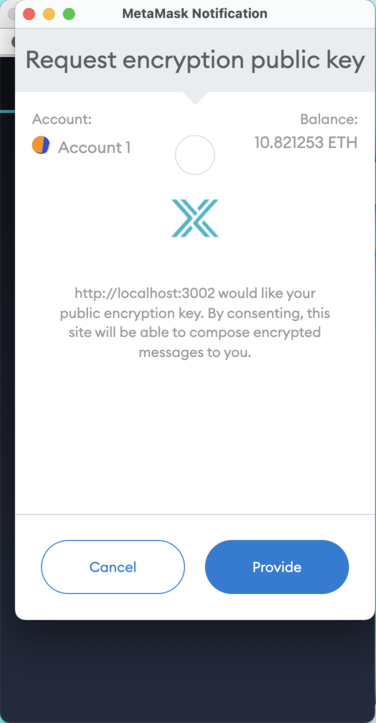 MetaMask Notification
Request encryption public key
Account:
Balance:
Account 1
10.821253 ETH
http://localhost:3002 would like your
public encryption key. By consenting, this
site will be able to compose encrypted
messages to you.
Cancel
Provide